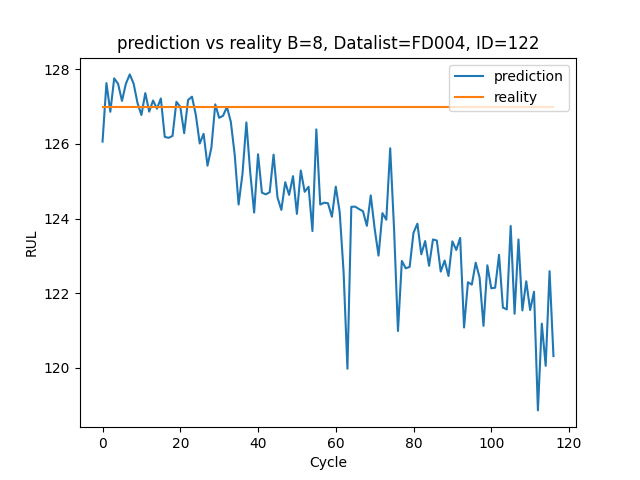 prediction vs reality B=8, Datalist=FD004, ID=122
prediction
reality
RUL
128
126
124
122
120
0 20 40 60 80 100 120
Cycle